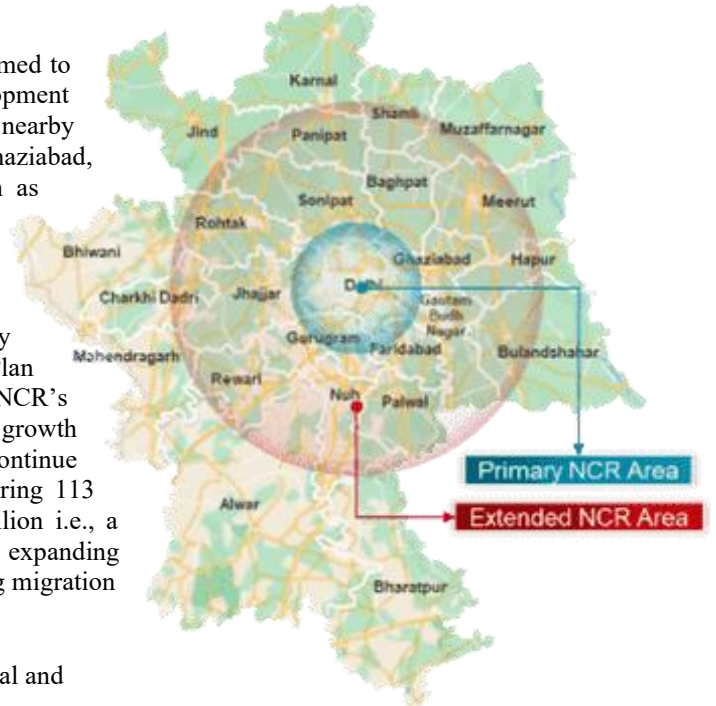 med to
opment
nearby
haziabad,
n as
y
Plan
NCR's
growth
ontinue
ring 113
lion i.e., a
expanding
g migration
al and
Karnal
Shamli
Jind
Panipat
Muzaffarnagar
Baghpat
Sonipat
Meerut
Rohtak
Bhiwani
Ghaziabad
Hapur
Delhi
Charkhi Dadri
Jhajjar
Gautam
Budh
Nagar
Gurugram
Faridabad
Mahendragarh
Bulandshahar
Rewari
Nuh
Palwal
Primary NCR Area
Alwar
Extended NCR Area
Bharatpur